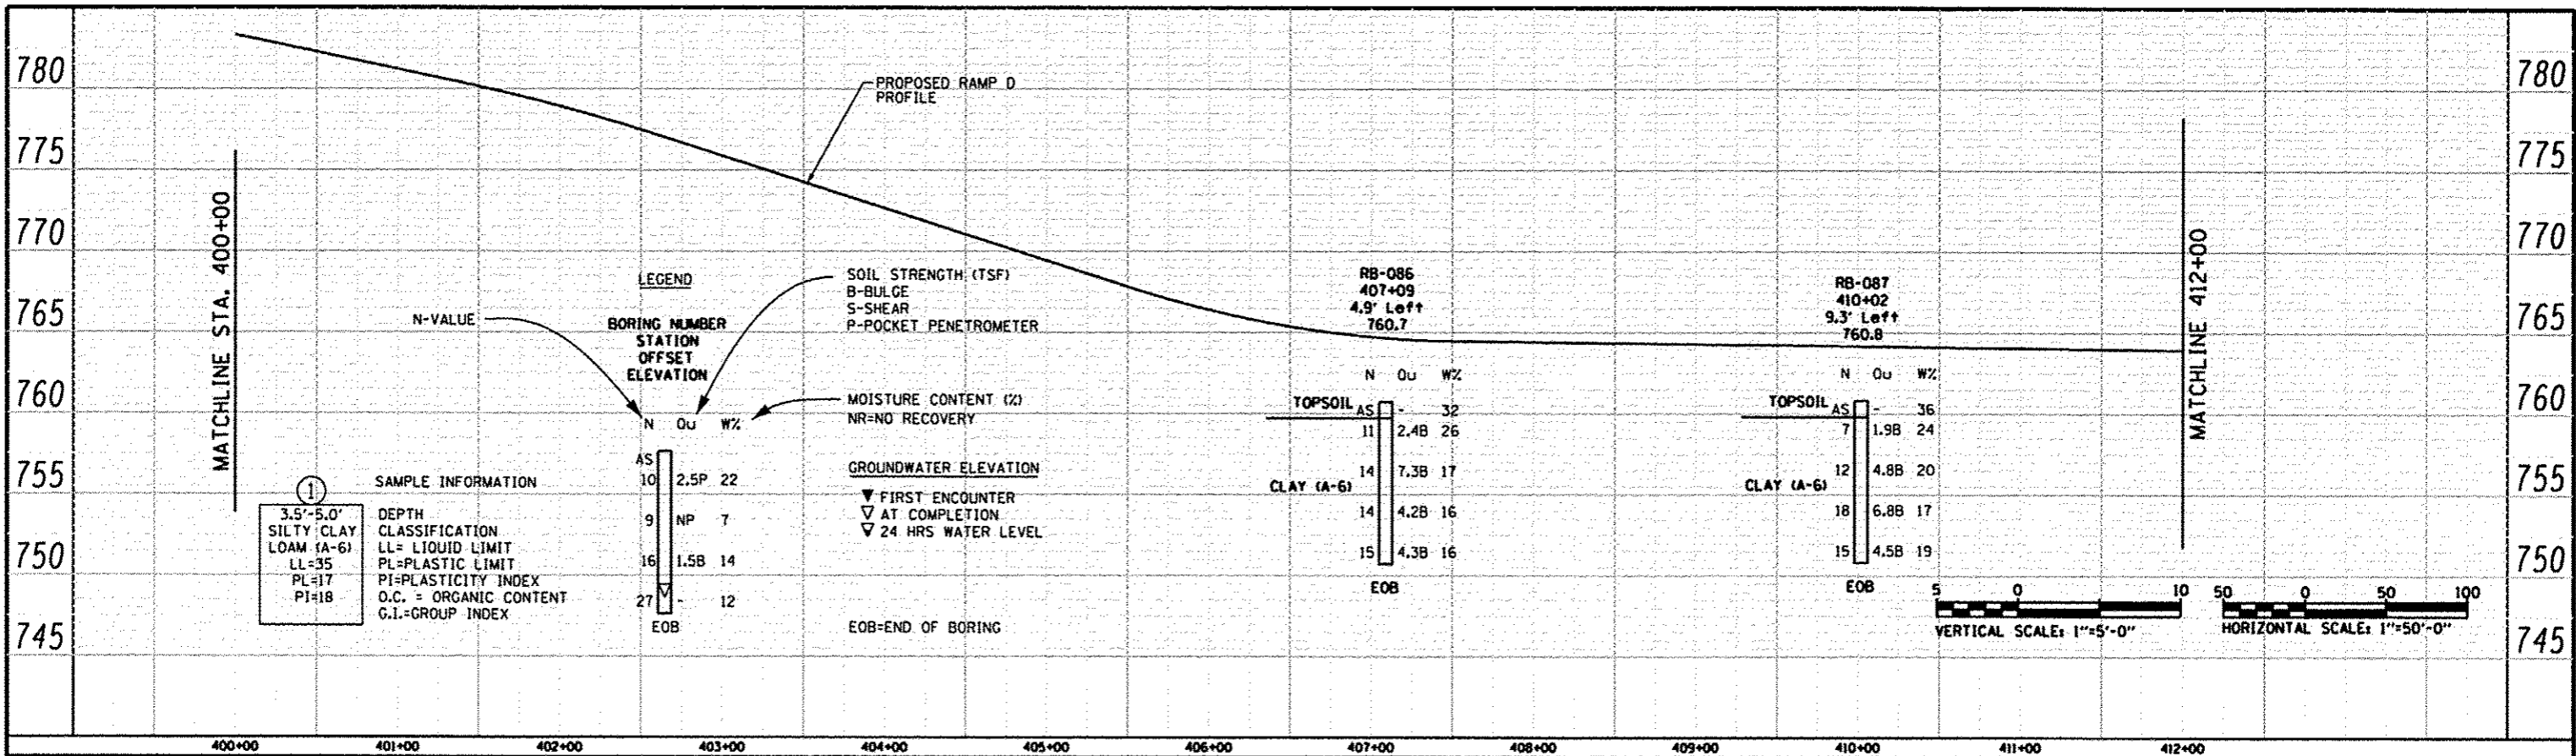 780
775
770
765
760
755
750
745
MATCHLINE STA. 400+00
PROPOSED RAMP D
PROFILE
LEGEND
N-VALUE
BORING NUMBER
STATION
OFFSET
ELEVATION
SOIL STRENGTH (TSF)
B-BULGE
S-SHEAR
P-POCKET PENETROMETER
MOISTURE CONTENT (%)
NR=NO RECOVERY
N Qu W%
AS
10 2.5P 22
9 NP 7
16 1.5B 14
27 - 12
EOB
1
SAMPLE INFORMATION
3.5'-5.0' DEPTH
SILTY CLAY CLASSIFICATION
LOAM (A-6) LL= LIQUID LIMIT
LL=35 PL=PLASTIC LIMIT
PL=17 PI=PLASTICITY INDEX
PI=18 O.C. = ORGANIC CONTENT
G.I.=GROUP INDEX
GROUNDWATER ELEVATION
▼ FIRST ENCOUNTER
▽ AT COMPLETION
▽ 24 HRS WATER LEVEL
EOB=END OF BORING
RB-086
407+09
4.9' Left
760.7
N Qu W%
TOPSOIL AS - 32
11 2.4B 26
14 7.3B 17
CLAY (A-6)
14 4.2B 16
15 4.3B 16
EOB
RB-087
410+02
9.3' Left
760.8
N Qu W%
TOPSOIL AS - 36
7 1.9B 24
12 4.8B 20
CLAY (A-6)
18 6.8B 17
15 4.5B 19
EOB
MATCHLINE 412+00
5 0 10
VERTICAL SCALE: 1"=5'-0"
50 0 50 100
HORIZONTAL SCALE: 1"=50'-0"
780
775
770
765
760
755
750
745
400+00 401+00 402+00 403+00 404+00 405+00 406+00 407+00 408+00 409+00 410+00 411+00 412+00